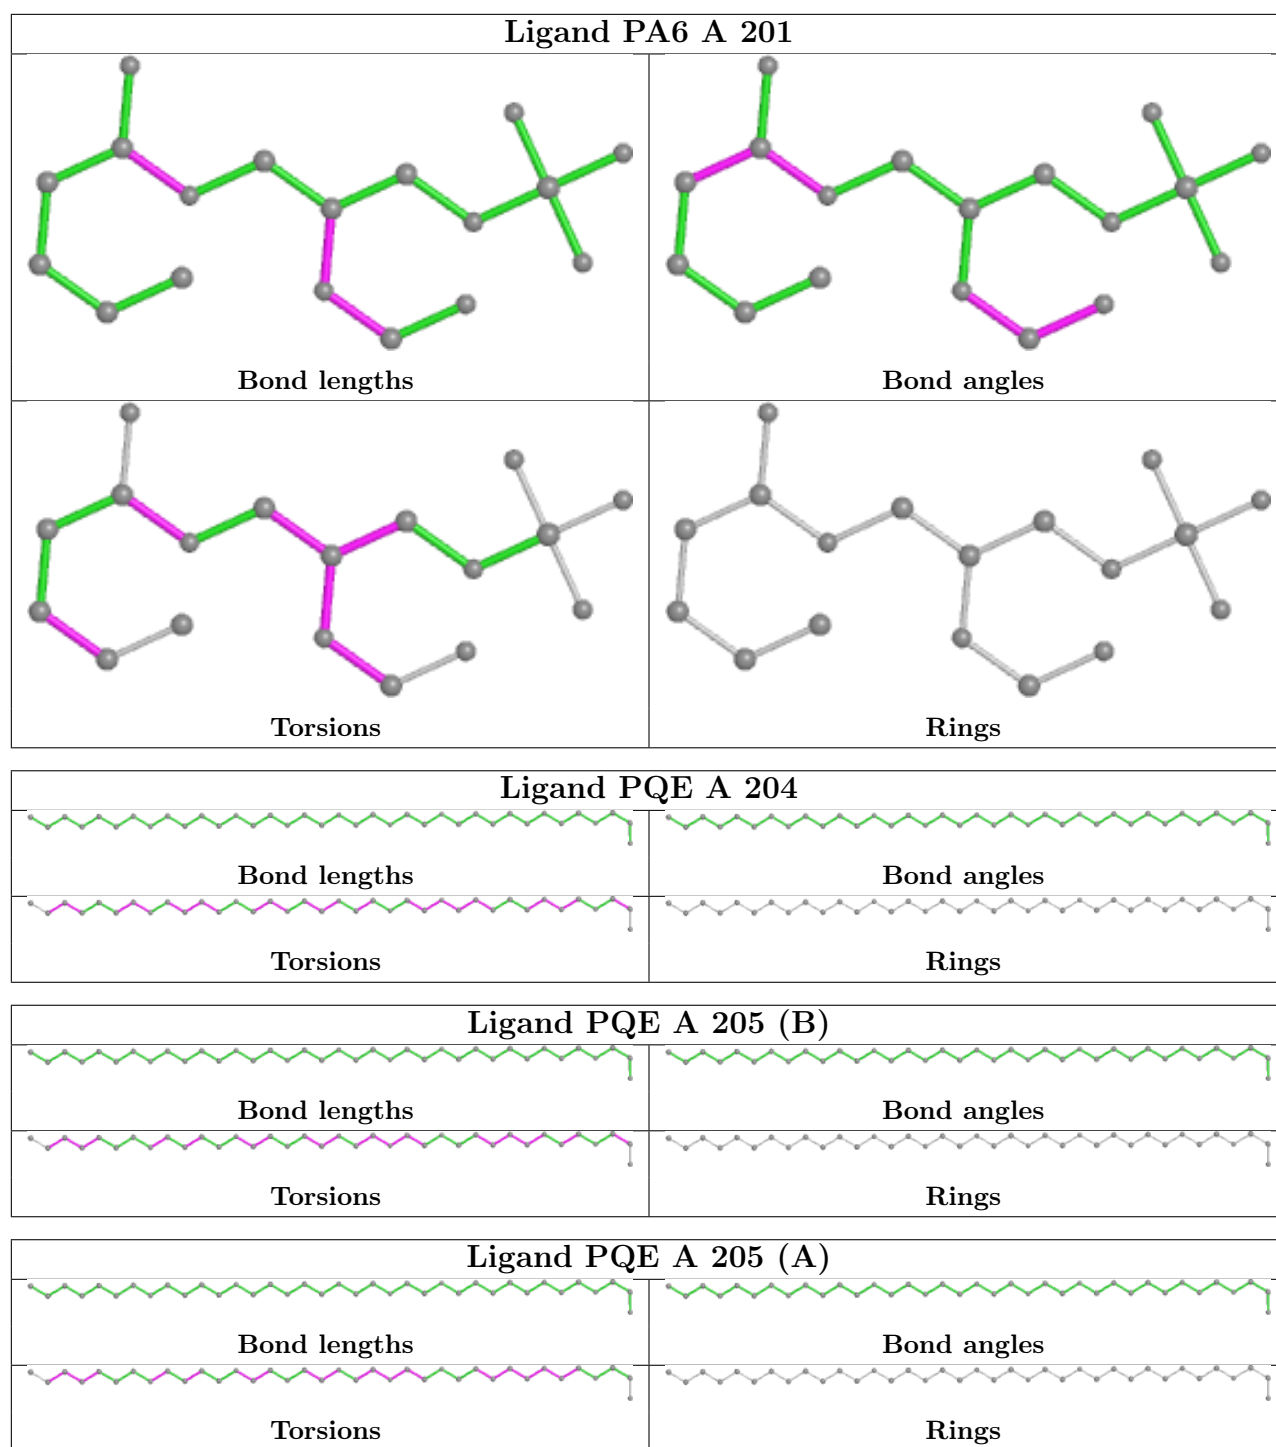 Ligand PA6 A 201
Bond lengths
Bond angles
Torsions
Rings
Ligand PQE A 204
Bond lengths
Bond angles
Torsions
Rings
Ligand PQE A 205 (B)
Bond lengths
Bond angles
Torsions
Rings
Ligand PQE A 205 (A)
Bond lengths
Bond angles
Torsions
Rings